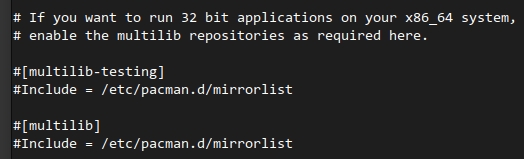 # If you want to run 32 bit applications on your x86_64 system,
# enable the multilib repositories as required here.
#[multilib-testing]
#Include = /etc/pacman.d/mirrorlist
#[multilib]
#Include = /etc/pacman.d/mirrorlist